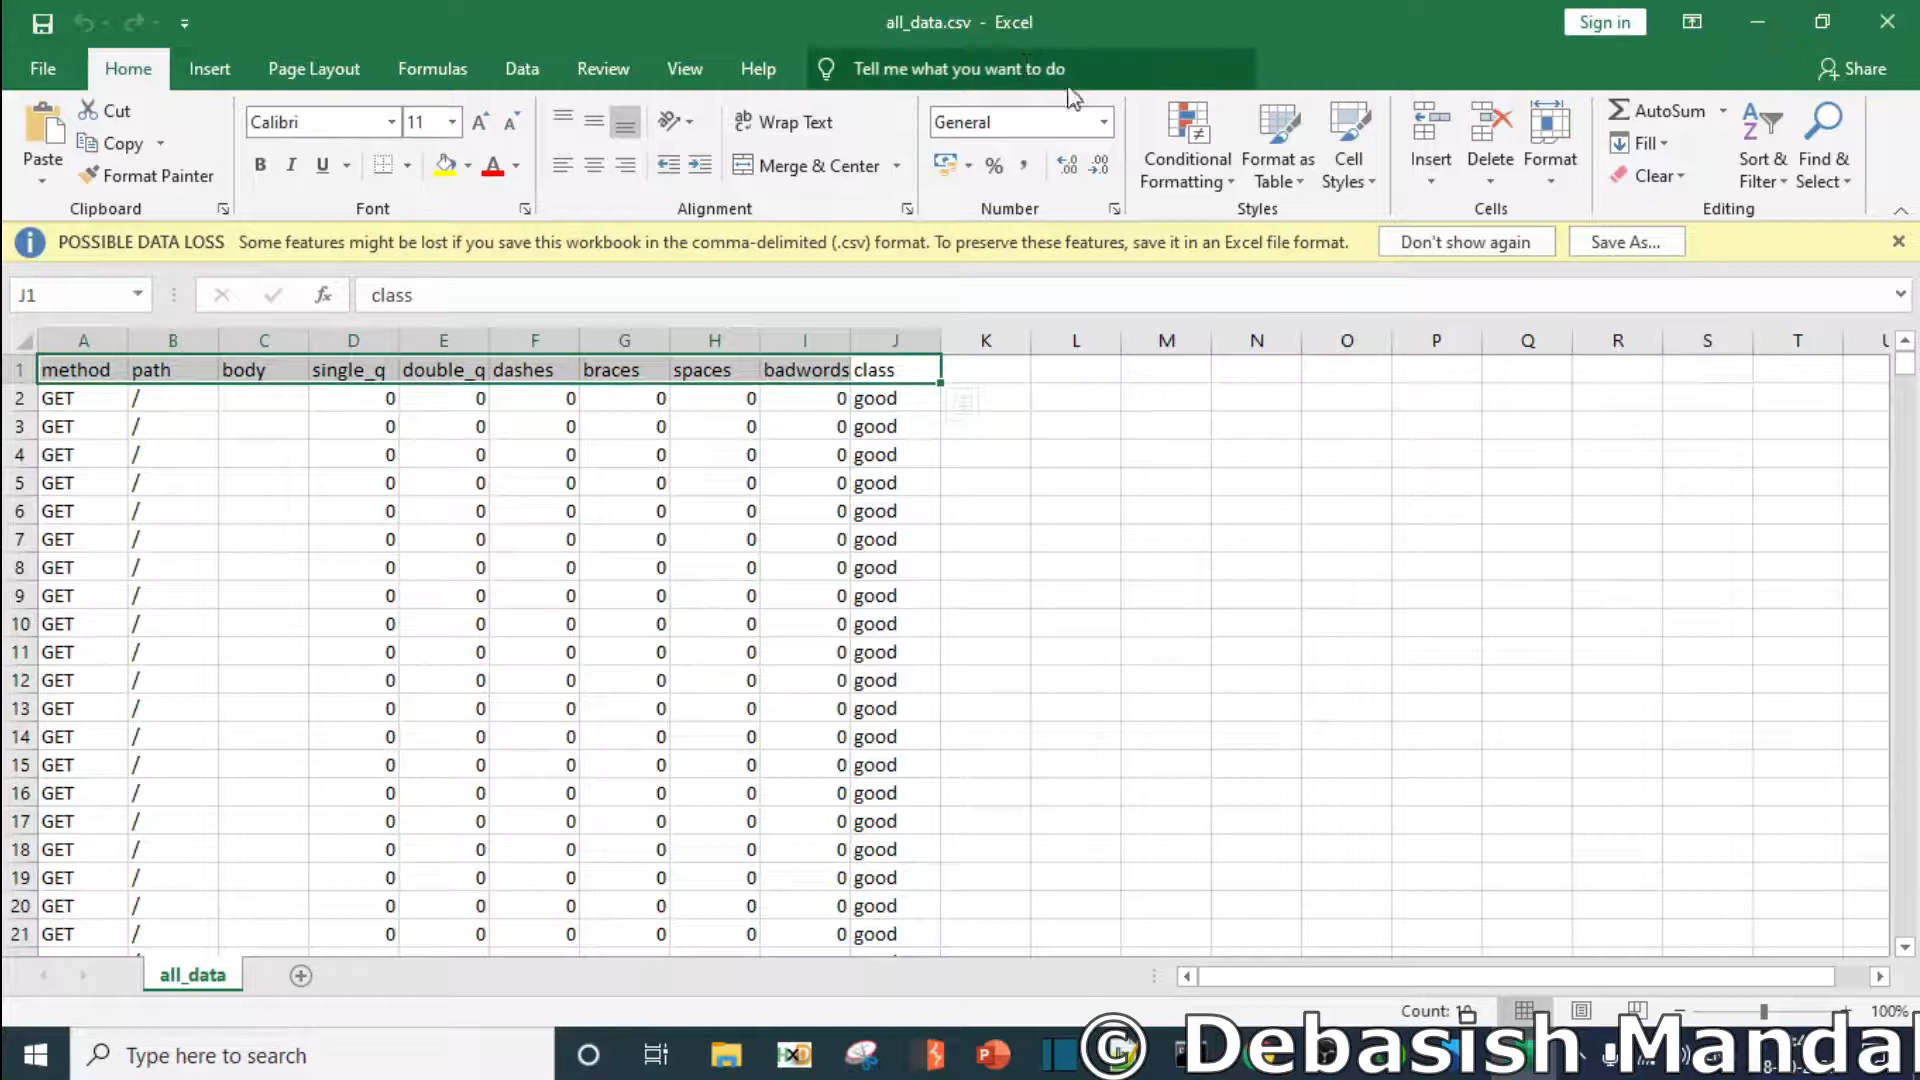 all_data.csv - Excel
Sign in
File Home Insert Page Layout Formulas Data Review View Help Tell me what you want to do Share
Paste
Cut
Copy
Format Painter
Clipboard
Calibri 11
B I U
Font
Wrap Text
Merge & Center
Alignment
General
Number
Conditional Formatting
Format as Table
Cell Styles
Styles
Insert
Delete
Format
Cells
AutoSum
Fill
Clear
Sort & Filter
Find & Select
Editing
POSSIBLE DATA LOSS Some features might be lost if you save this workbook in the comma-delimited (.csv) format. To preserve these features, save it in an Excel file format. Don't show again Save As...
J1 fx class
A B C D E F G H I J K L M N O P Q R S T
1 method path body single_q double_q dashes braces spaces badwords class
2 GET / 0 0 0 0 0 0 good
3 GET / 0 0 0 0 0 0 good
4 GET / 0 0 0 0 0 0 good
5 GET / 0 0 0 0 0 0 good
6 GET / 0 0 0 0 0 0 good
7 GET / 0 0 0 0 0 0 good
8 GET / 0 0 0 0 0 0 good
9 GET / 0 0 0 0 0 0 good
10 GET / 0 0 0 0 0 0 good
11 GET / 0 0 0 0 0 0 good
12 GET / 0 0 0 0 0 0 good
13 GET / 0 0 0 0 0 0 good
14 GET / 0 0 0 0 0 0 good
15 GET / 0 0 0 0 0 0 good
16 GET / 0 0 0 0 0 0 good
17 GET / 0 0 0 0 0 0 good
18 GET / 0 0 0 0 0 0 good
19 GET / 0 0 0 0 0 0 good
20 GET / 0 0 0 0 0 0 good
21 GET / 0 0 0 0 0 0 good
all_data
Count: 10 100%
Type here to search
© Debasish Mandal